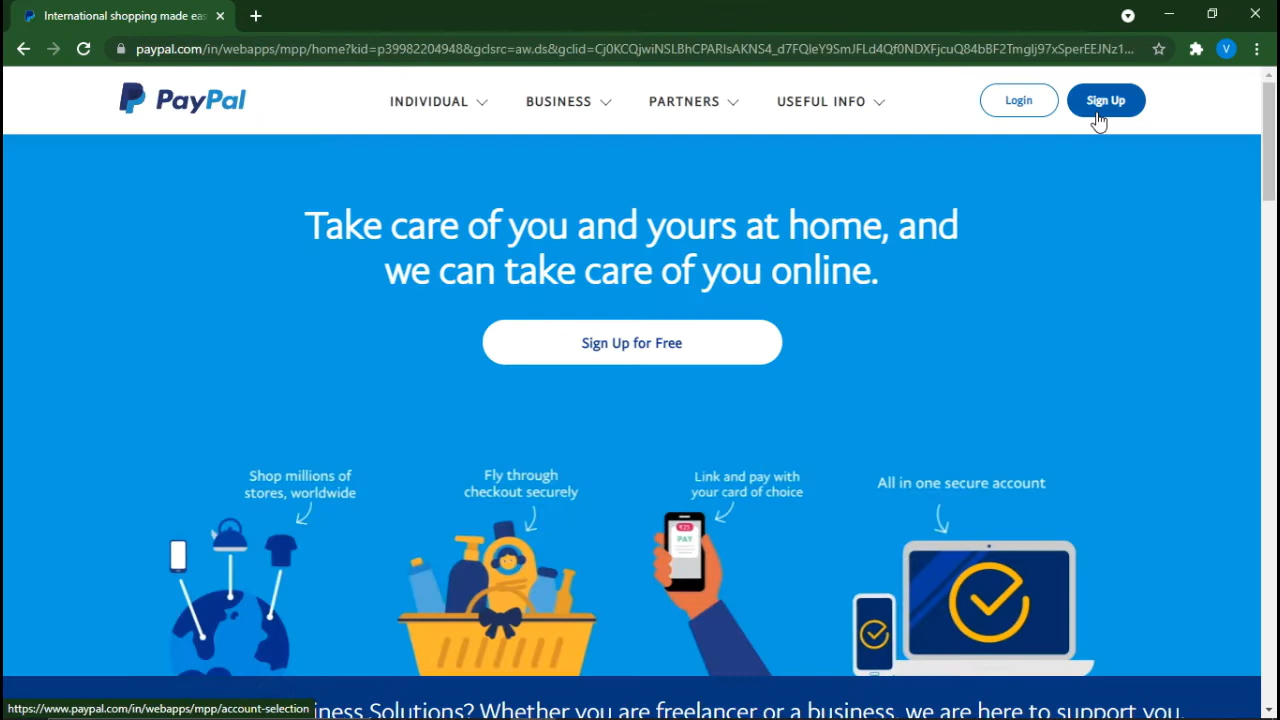 International shopping made eas
paypal.com/in/webapps/mpp/home?kid=p39982204948&gclsrc=aw.ds&gclid=Cj0KCQjwiNSLBhCPARIsAKNS4_d7FQleY9SmJFLd4Qf0NDXFjcuQ84bBF2TmgIj97xSperEEJNz1...
V
PayPal
INDIVIDUAL
BUSINESS
PARTNERS
USEFUL INFO
Login
Sign Up
Take care of you and yours at home, and
we can take care of you online.
Sign Up for Free
Shop millions of
stores, worldwide
Fly through
checkout securely
Link and pay with
your card of choice
All in one secure account
PAY
https://www.paypal.com/in/webapps/mpp/account-selection
iness Solutions? Whether you are freelancer or a business, we are here to support you.